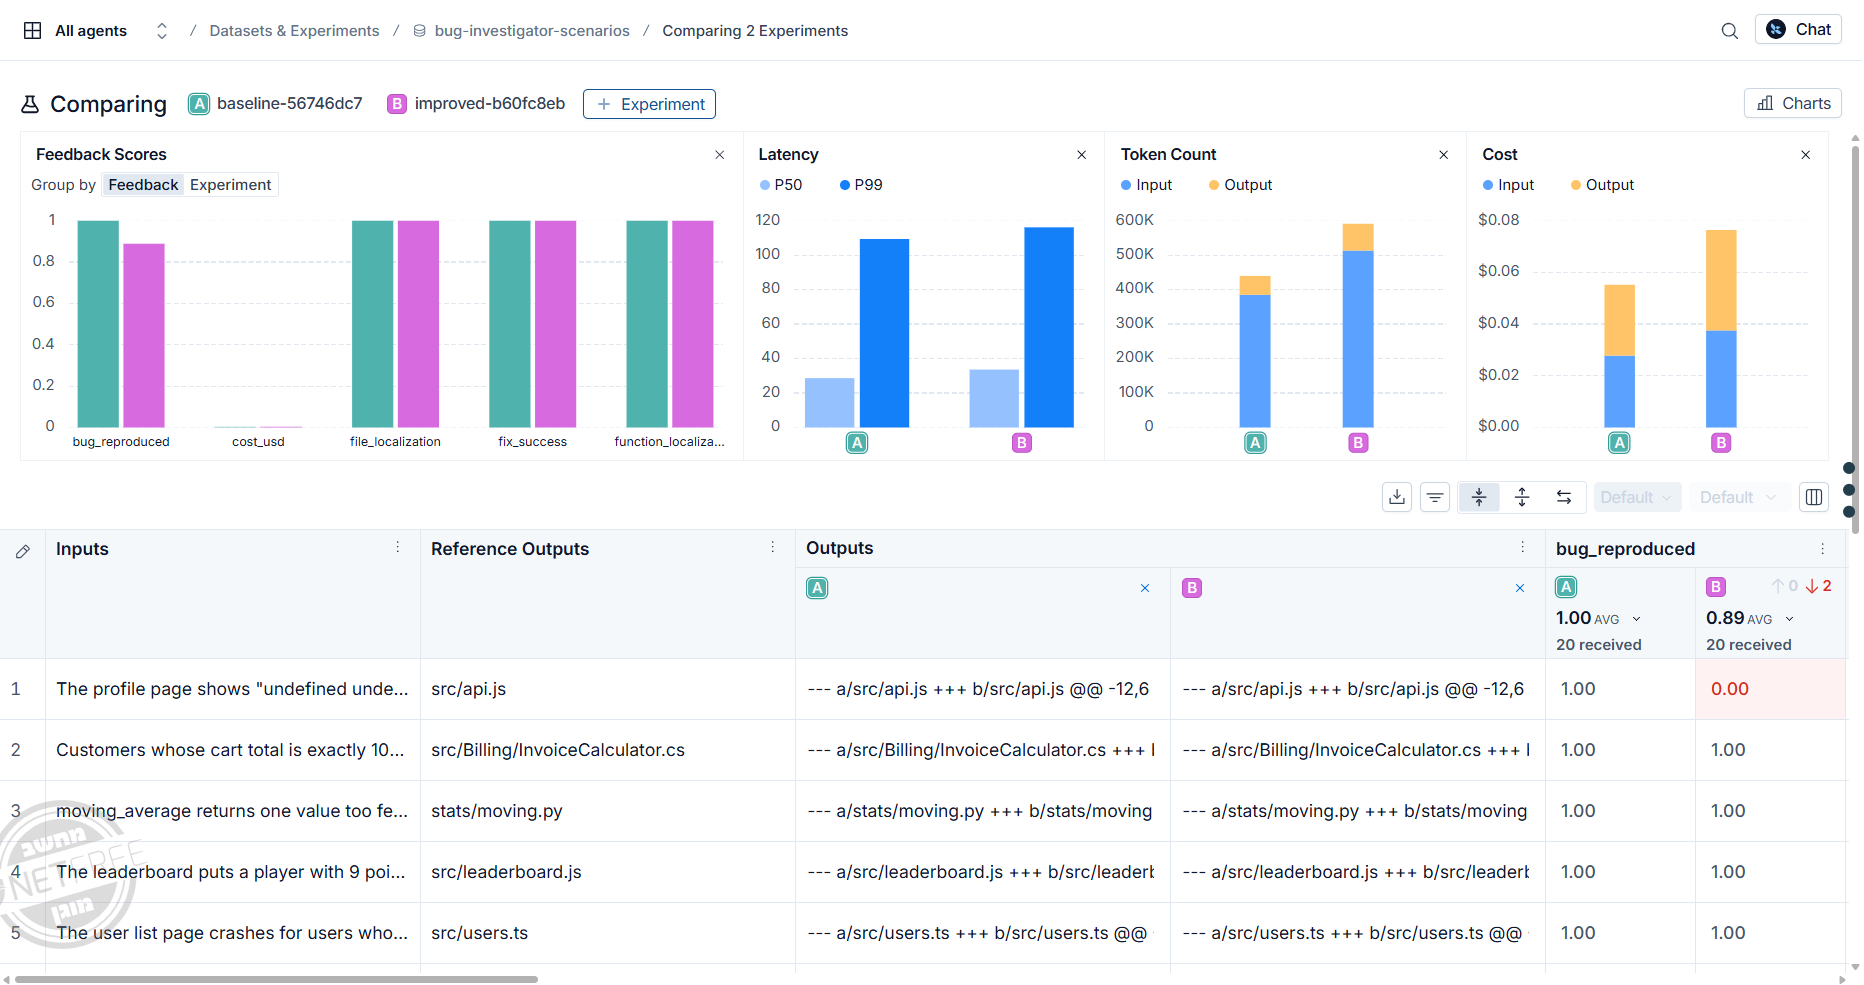 All agents / Datasets & Experiments / bug-investigator-scenarios / Comparing 2 Experiments
Chat
Comparing A baseline-56746dc7 B improved-b60fc8eb + Experiment
Charts
Feedback Scores
Group by Feedback Experiment
1
0.8
0.6
0.4
0.2
0
bug_reproduced cost_usd file_localization fix_success function_localiza...
Latency
P50 P99
120
100
80
60
40
20
0
A B
Token Count
Input Output
600K
500K
400K
300K
200K
100K
0
A B
Cost
Input Output
$0.08
$0.06
$0.04
$0.02
$0.00
A B
Default Default
Inputs Reference Outputs Outputs bug_reproduced
A B A B 0 2
1.00 AVG 0.89 AVG
20 received 20 received
1 The profile page shows "undefined unde... src/api.js --- a/src/api.js +++ b/src/api.js @@ -12,6 --- a/src/api.js +++ b/src/api.js @@ -12,6 1.00 0.00
2 Customers whose cart total is exactly 10... src/Billing/InvoiceCalculator.cs --- a/src/Billing/InvoiceCalculator.cs +++ --- a/src/Billing/InvoiceCalculator.cs +++ 1.00 1.00
3 moving_average returns one value too fe... stats/moving.py --- a/stats/moving.py +++ b/stats/moving --- a/stats/moving.py +++ b/stats/moving 1.00 1.00
4 The leaderboard puts a player with 9 poi... src/leaderboard.js --- a/src/leaderboard.js +++ b/src/leader --- a/src/leaderboard.js +++ b/src/leader 1.00 1.00
5 The user list page crashes for users who... src/users.ts --- a/src/users.ts +++ b/src/users.ts @@ --- a/src/users.ts +++ b/src/users.ts @@ 1.00 1.00
NETFREE